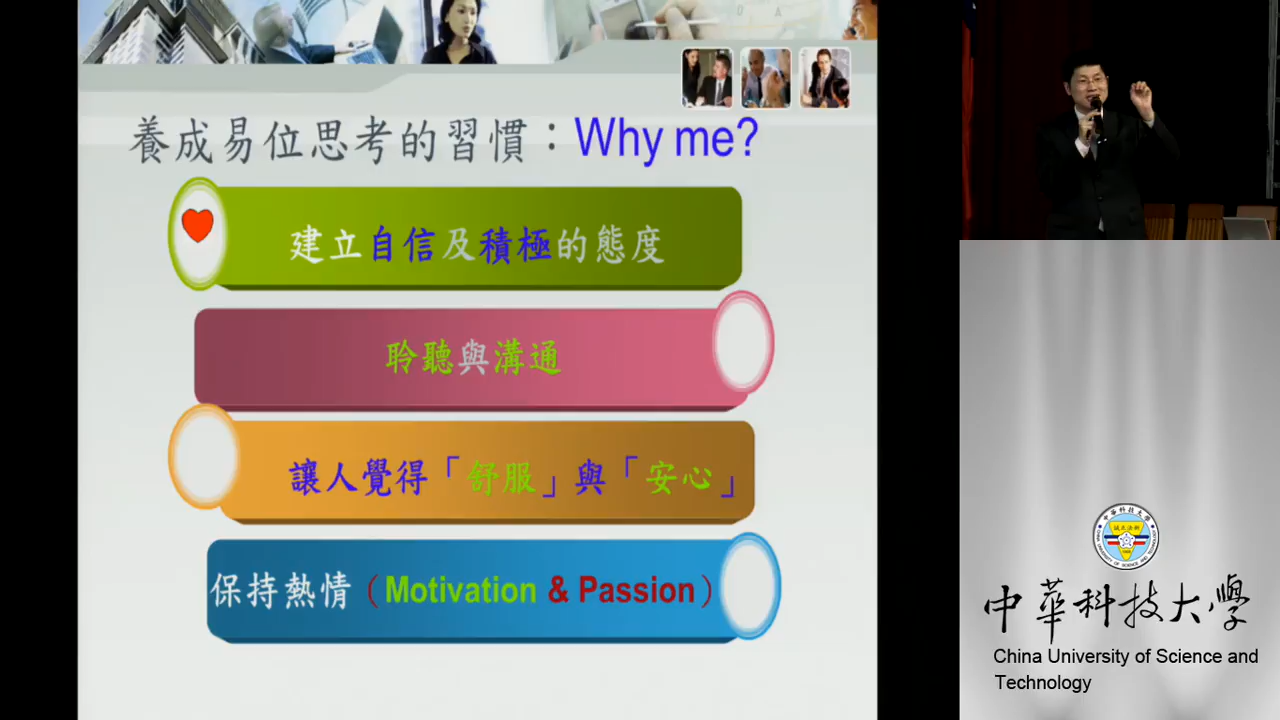 養成易位思考的習慣：Why me?
建立自信及積極的態度
聆聽與溝通
讓人覺得「舒服」與「安心」
保持熱情（Motivation & Passion）
中華科技大學
China University of Science and
Technology